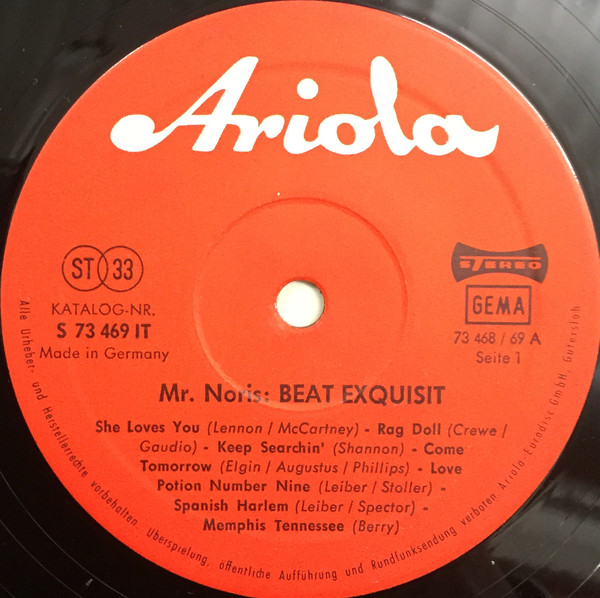 Ariola
ST 33
KATALOG-NR.
S 73 469 IT
Made in Germany
STEREO
GEMA
73 468 / 69 A
Seite 1
Mr. Noris: BEAT EXQUISIT
She Loves You (Lennon / McCartney) - Rag Doll (Crewe /
Gaudio) - Keep Searchin' (Shannon) - Come
Tomorrow (Elgin / Augustus / Phillips) - Love
Potion Number Nine (Leiber / Stoller) -
Spanish Harlem (Leiber / Spector) -
Memphis Tennessee (Berry)
Alle Urheber- und Herstellerrechte vorbehalten. Überspielung, öffentliche Aufführung und Rundfunksendung verboten Ariola-Eurodisc GmbH, Gütersloh